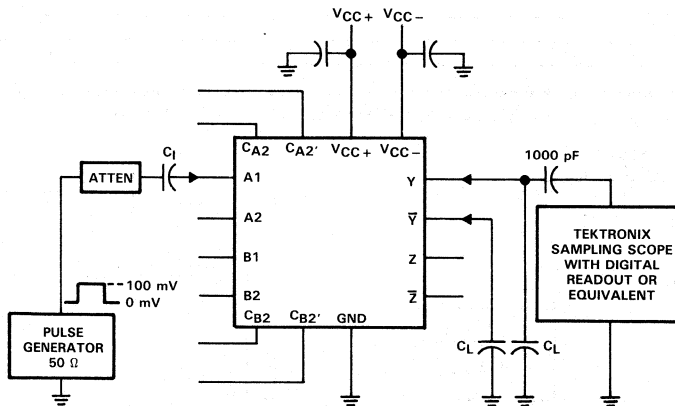 VCC+ VCC-
CA2 CA2' VCC+ VCC-
CI
ATTEN
A1
A2
B1
B2
CB2 CB2' GND
Y
Y̅
Z
Z̅
1000 pF
TEKTRONIX
SAMPLING SCOPE
WITH DIGITAL
READOUT OR
EQUIVALENT
100 mV
0 mV
PULSE
GENERATOR
50 Ω
CL CL